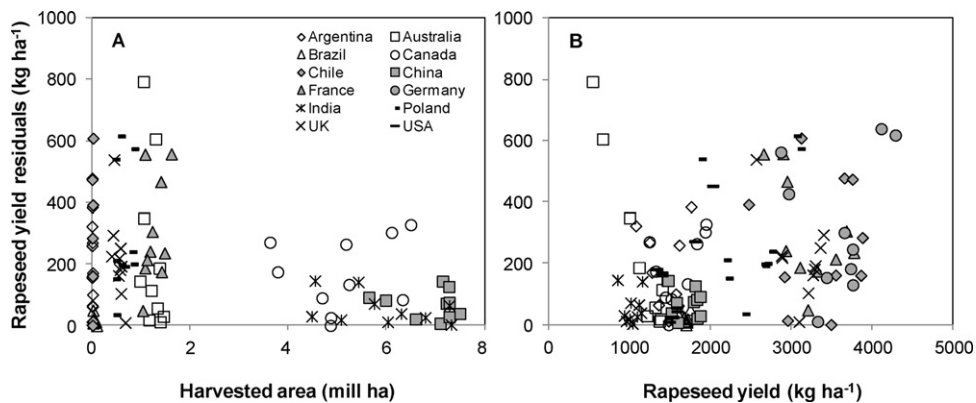 1000
1000
A
B
Argentina
Australia
Brazil
Canada
Chile
China
France
Germany
India
Poland
UK
USA
800
800
600
600
400
400
200
200
0
0
0 2 4 6 8
0 1000 2000 3000 4000 5000
Rapeseed yield residuals (kg ha-1)
Harvested area (mill ha)
Rapeseed yield (kg ha-1)